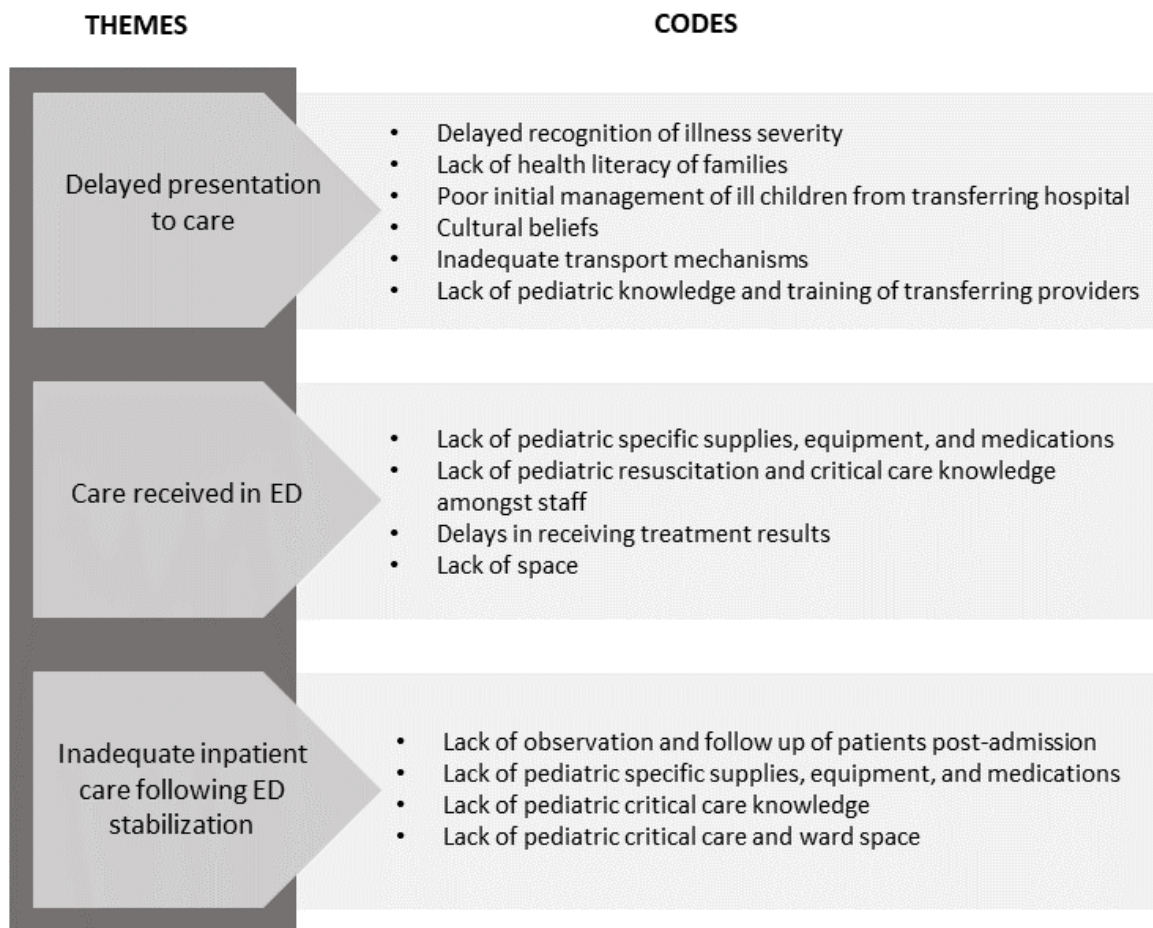 THEMES
CODES
Delayed presentation
to care
• Delayed recognition of illness severity
• Lack of health literacy of families
• Poor initial management of ill children from transferring hospital
• Cultural beliefs
• Inadequate transport mechanisms
• Lack of pediatric knowledge and training of transferring providers
Care received in ED
• Lack of pediatric specific supplies, equipment, and medications
• Lack of pediatric resuscitation and critical care knowledge
amongst staff
• Delays in receiving treatment results
• Lack of space
Inadequate inpatient
care following ED
stabilization
• Lack of observation and follow up of patients post-admission
• Lack of pediatric specific supplies, equipment, and medications
• Lack of pediatric critical care knowledge
• Lack of pediatric critical care and ward space